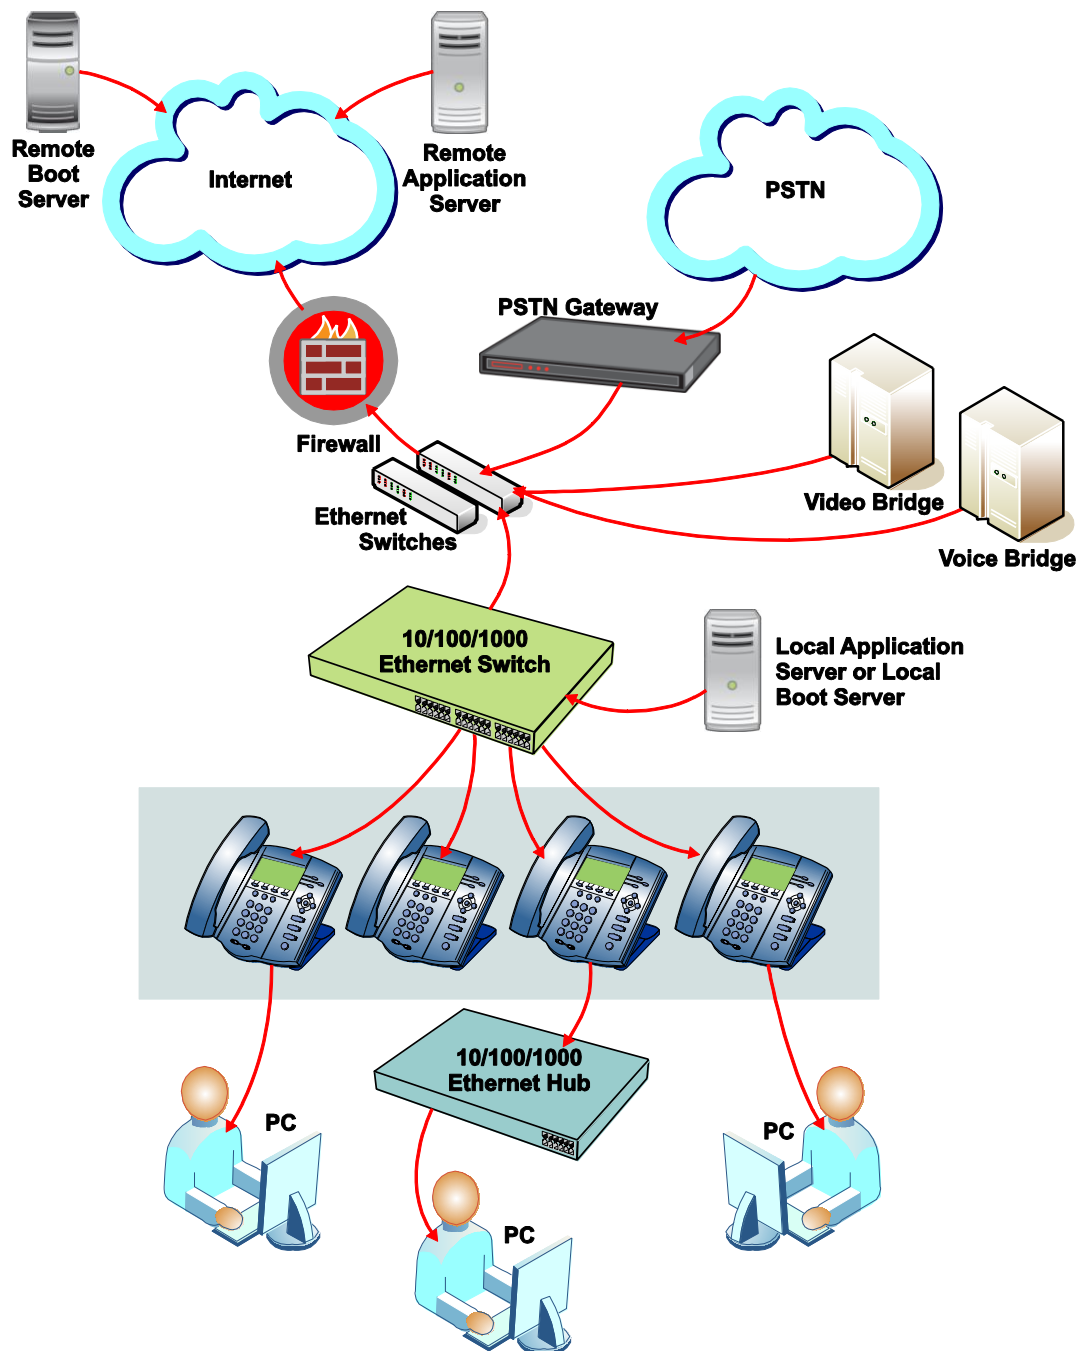 Remote
Boot
Server
Internet
Remote
Application
Server
PSTN
PSTN Gateway
Firewall
Ethernet
Switches
Video Bridge
Voice Bridge
10/100/1000
Ethernet Switch
Local Application
Server or Local
Boot Server
10/100/1000
Ethernet Hub
PC
PC
PC